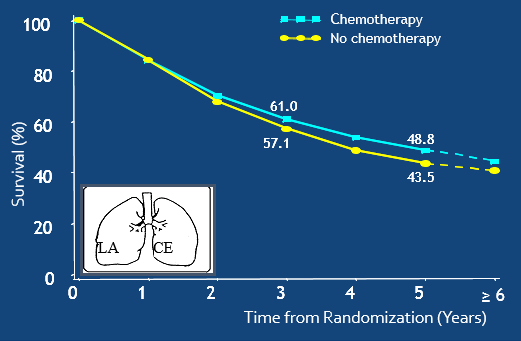 Chemotherapy
No chemotherapy
Survival (%)
100
80
60
40
20
0
61.0
57.1
48.8
43.5
LA CE
0 1 2 3 4 5 ≥ 6
Time from Randomization (Years)